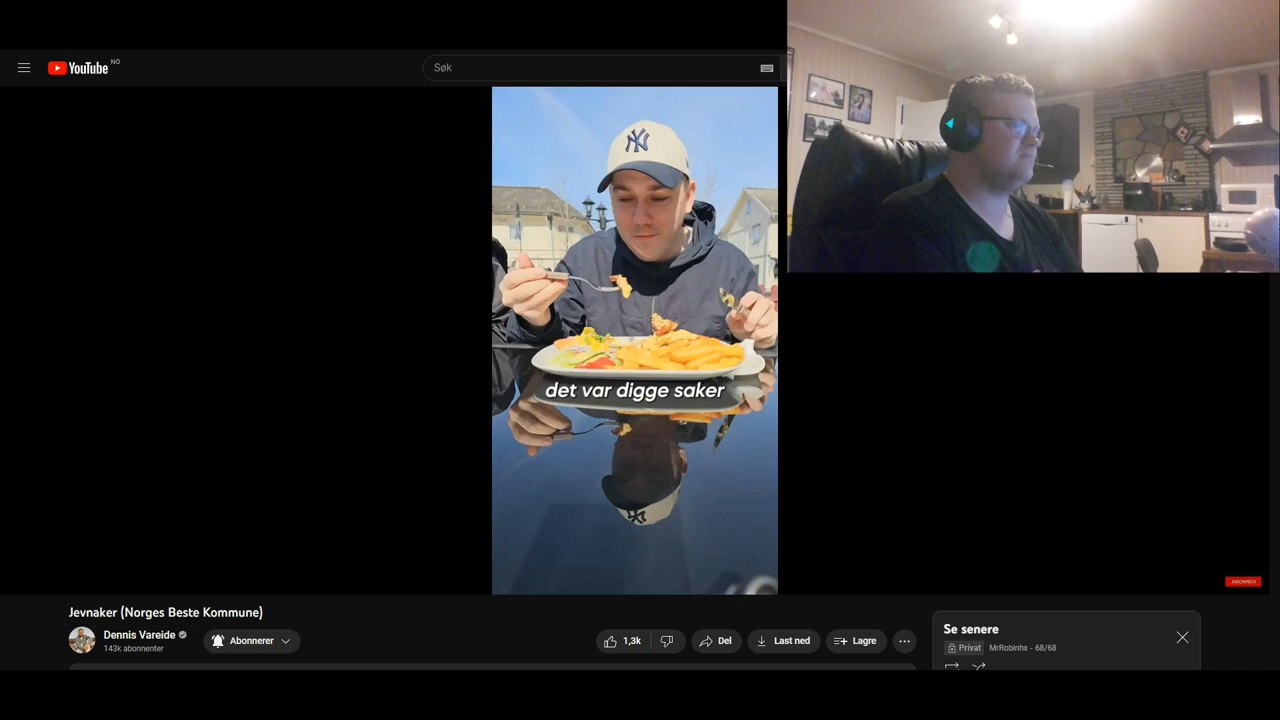 YouTube NO
Søk
NY
det var digge saker
ABONNER
Jevnaker (Norges Beste Kommune)
Dennis Vareide
143k abonnenter
Abonnerer
1,3k
Del
Last ned
Lagre
Se senere
Privat MrRobinhx - 68/68